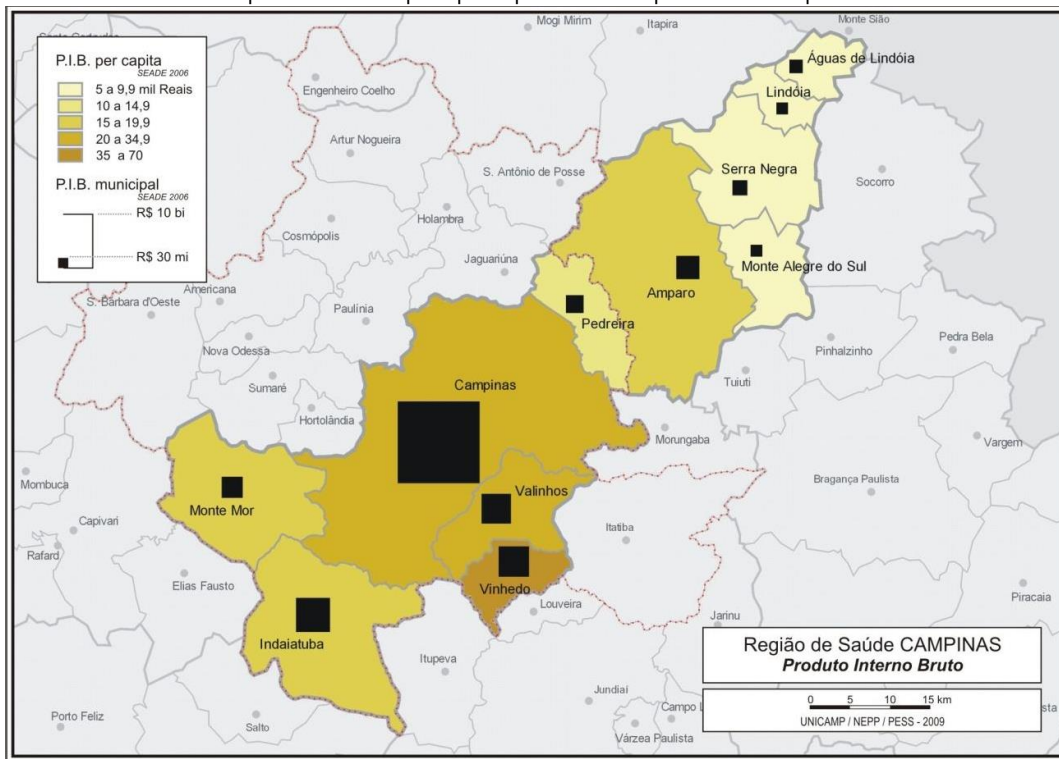 Mogi Mirim
Itapira
Monte Sião
P.I.B. per capita
SEADE 2006
5 a 9,9 mil Reais
10 a 14,9
15 a 19,9
20 a 34,9
35 a 70
P.I.B. municipal
SEADE 2006
R$ 10 bi
R$ 30 mi
Engenheiro Coelho
Águas de Lindóia
Lindóia
Artur Nogueira
S. Antônio de Posse
Serra Negra
Socorro
Holambra
Cosmópolis
Jaguariúna
Monte Alegre do Sul
Americana
S. Bárbara d'Oeste
Amparo
Paulínia
Pedreira
Nova Odessa
Pinhalzinho
Pedra Bela
Sumaré
Campinas
Tuiuti
Hortolândia
Morungaba
Vargem
Mombuca
Valinhos
Bragança Paulista
Monte Mor
Capivari
Itatiba
Rafard
Elias Fausto
Vinhedo
Louveira
Piracaia
Jarinu
Indaiatuba
Itupeva
Região de Saúde CAMPINAS
Produto Interno Bruto
Jundiaí
0 5 10 15 km
Campo L
Porto Feliz
Salto
UNICAMP / NEPP / PESS - 2009
Várzea Paulista